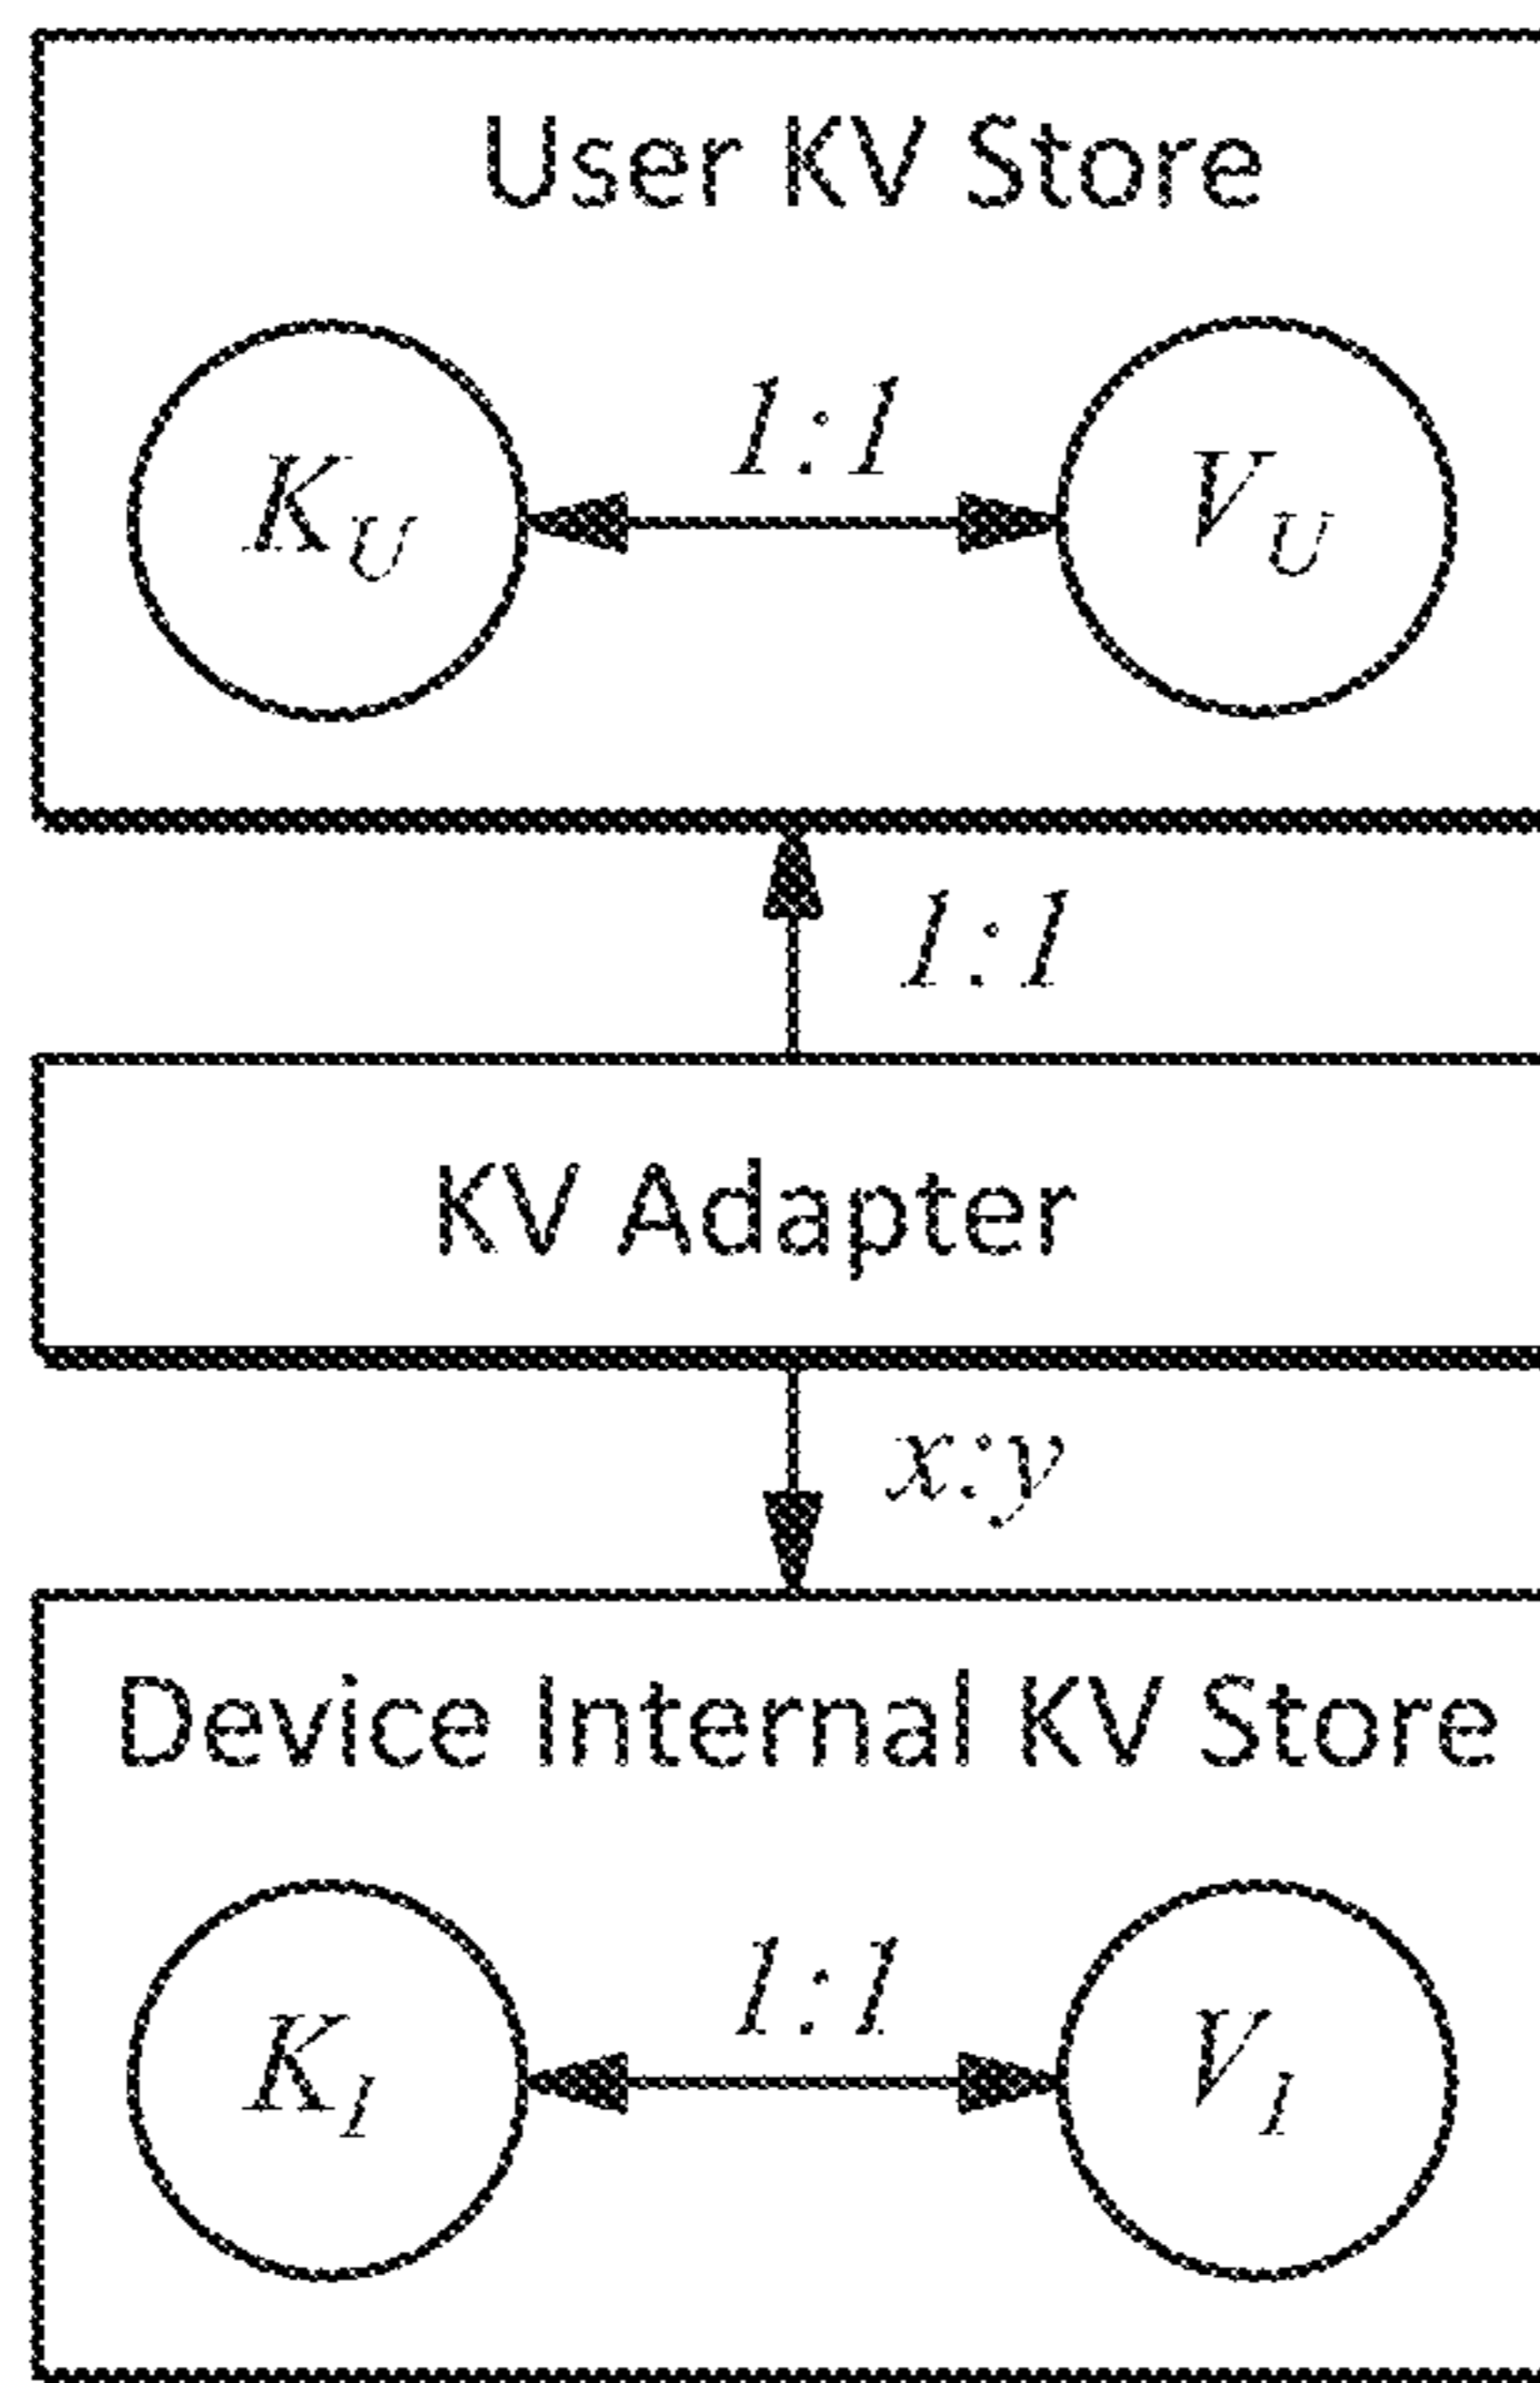 User KV Store
1:1
K_U V_U
1:1
KV Adapter
x:y
Device Internal KV Store
1:1
K_I V_I